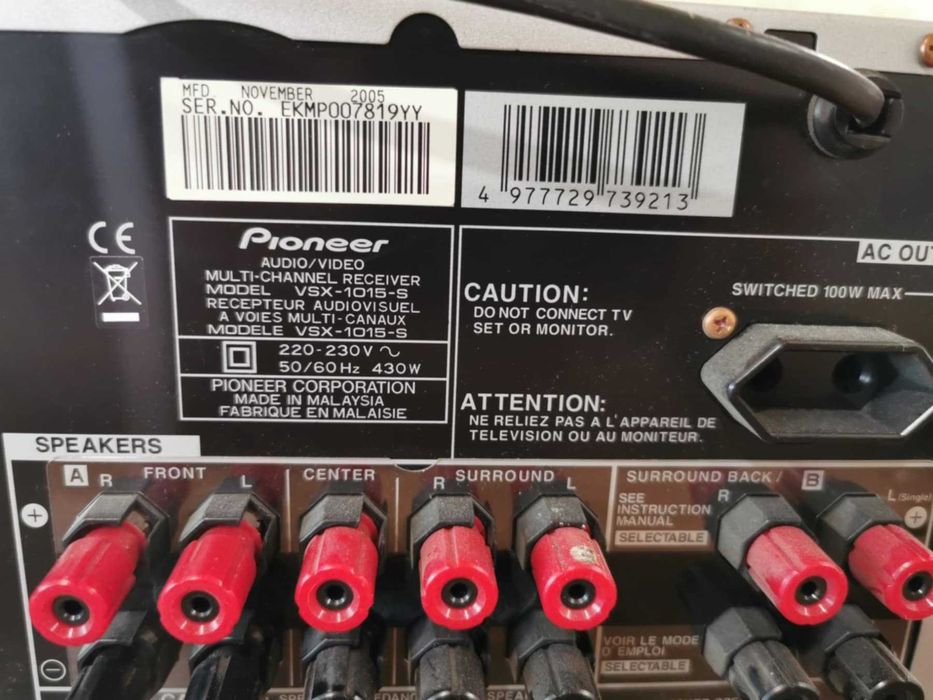 MFD. NOVEMBER 2005
SER.NO. EKMP007819YY
4 977729 739213
CE
Pioneer
AUDIO/VIDEO
MULTI-CHANNEL RECEIVER
MODEL VSX-1015-S
RECEPTEUR AUDIOVISUEL
A VOIES MULTI-CANAUX
MODELE VSX-1015-S
220-230V ~
50/60Hz 430W
PIONEER CORPORATION
MADE IN MALAYSIA
FABRIQUE EN MALAISIE
CAUTION:
DO NOT CONNECT TV
SET OR MONITOR.
ATTENTION:
NE RELIEZ PAS A L'APPAREIL DE
TELEVISION OU AU MONITEUR.
AC OU
SWITCHED 100W MAX
SPEAKERS
A FRONT CENTER SURROUND SURROUND BACK / B
R L R L R L (Single)
+ +
SEE
INSTRUCTION
MANUAL
SELECTABLE
VOIR LE MODE
D' EMPLOI
SELECTABLE